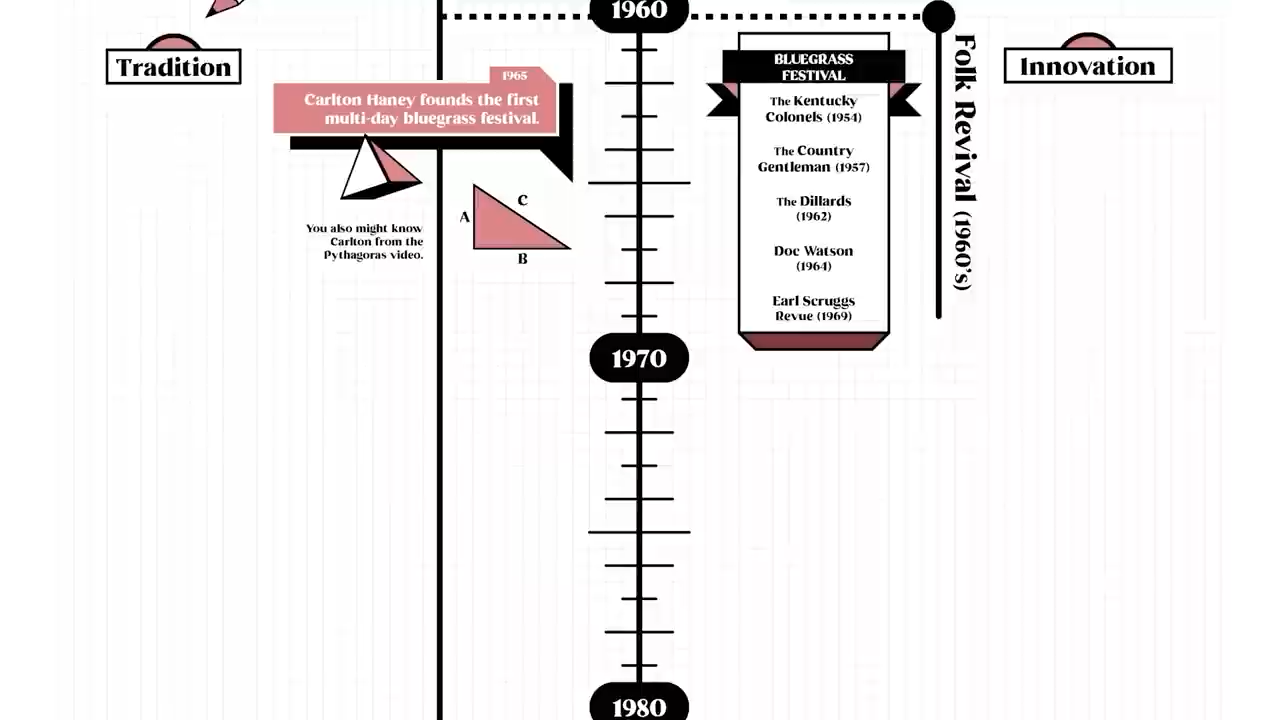 1960
Tradition
Innovation
1965
Carlton Haney founds the first
multi-day bluegrass festival.
You also might know
Carlton from the
Pythagoras video.
A
C
B
BLUEGRASS
FESTIVAL
The Kentucky
Colonels (1954)
The Country
Gentleman (1957)
The Dillards
(1962)
Doc Watson
(1964)
Earl Scruggs
Revue (1969)
Folk Revival (1960's)
1970
1980